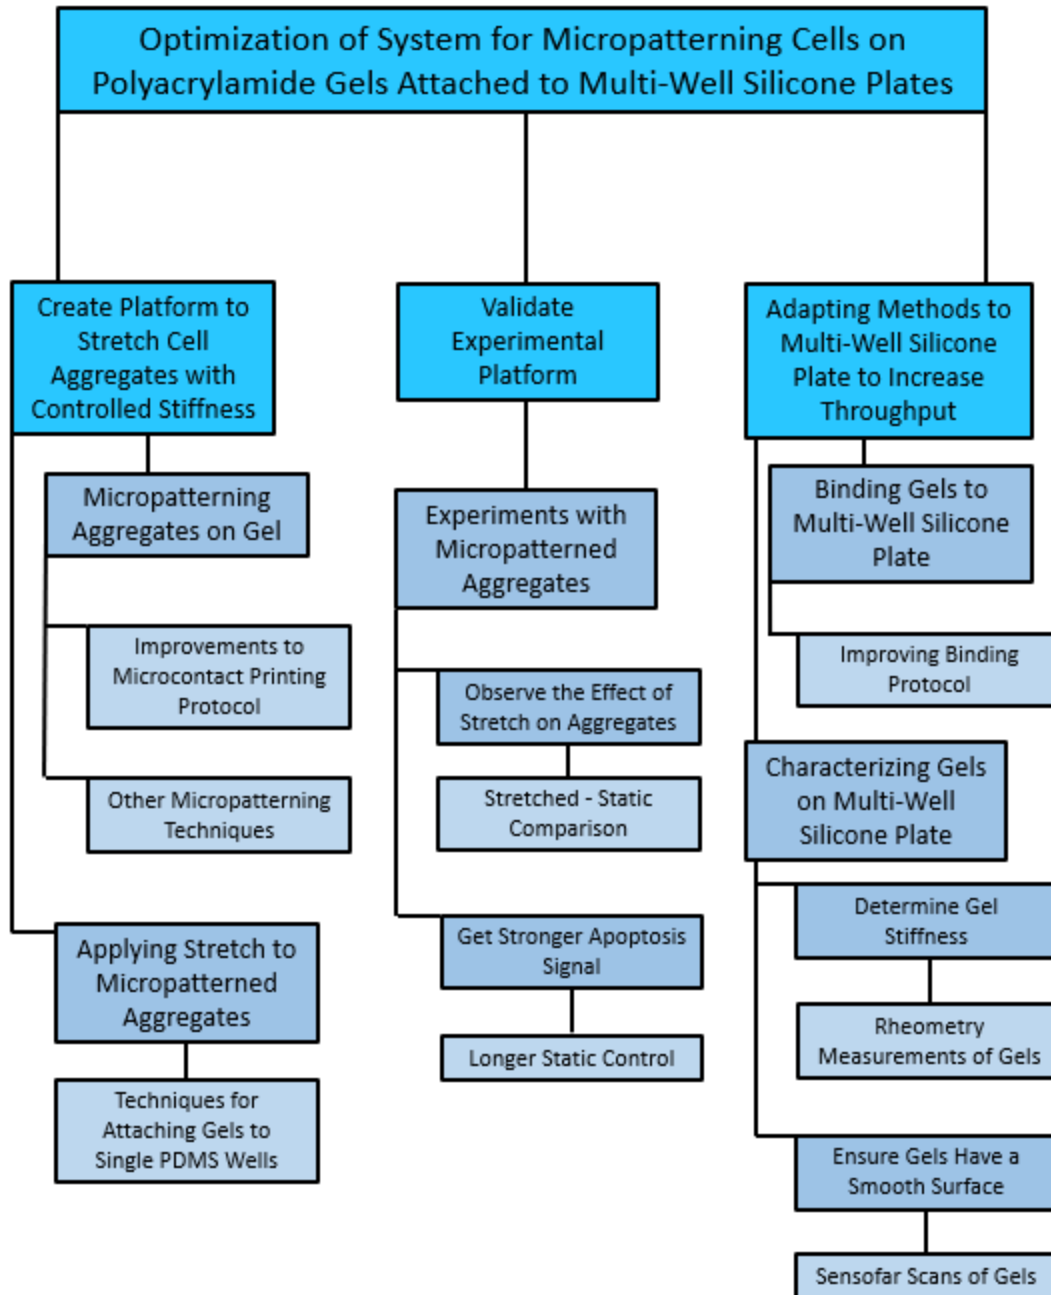 Optimization of System for Micropatterning Cells on
Polyacrylamide Gels Attached to Multi-Well Silicone Plates
Create Platform to
Stretch Cell
Aggregates with
Controlled Stiffness
Micropatterning
Aggregates on Gel
Improvements to
Microcontact Printing
Protocol
Other Micropatterning
Techniques
Applying Stretch to
Micropatterned
Aggregates
Techniques for
Attaching Gels to
Single PDMS Wells
Validate
Experimental
Platform
Experiments with
Micropatterned
Aggregates
Observe the Effect of
Stretch on Aggregates
Stretched - Static
Comparison
Get Stronger Apoptosis
Signal
Longer Static Control
Adapting Methods to
Multi-Well Silicone
Plate to Increase
Throughput
Binding Gels to
Multi-Well Silicone
Plate
Improving Binding
Protocol
Characterizing Gels
on Multi-Well
Silicone Plate
Determine Gel
Stiffness
Rheometry
Measurements of Gels
Ensure Gels Have a
Smooth Surface
Sensofar Scans of Gels